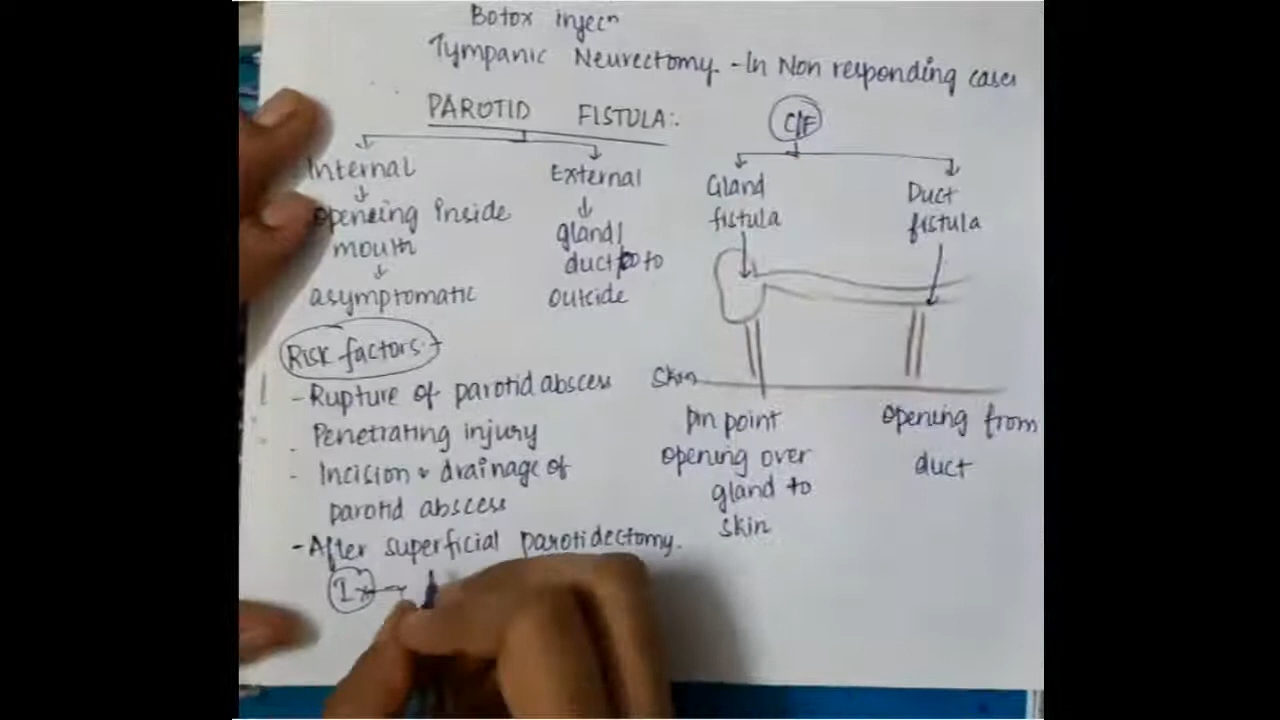 Botox injecn
Tympanic Neurectomy - In Non responding cases
PAROTID FISTULA:-
Internal
opening inside
mouth
asymptomatic
External
gland/
duct to
outside
C/F
Gland
fistula
Duct
fistula
Skin
pin point
opening over
gland to
skin
opening from
duct
Risk factors:-
- Rupture of parotid abscess
- Penetrating injury
- Incision & drainage of
parotid abscess
- After superficial parotidectomy.
Ix